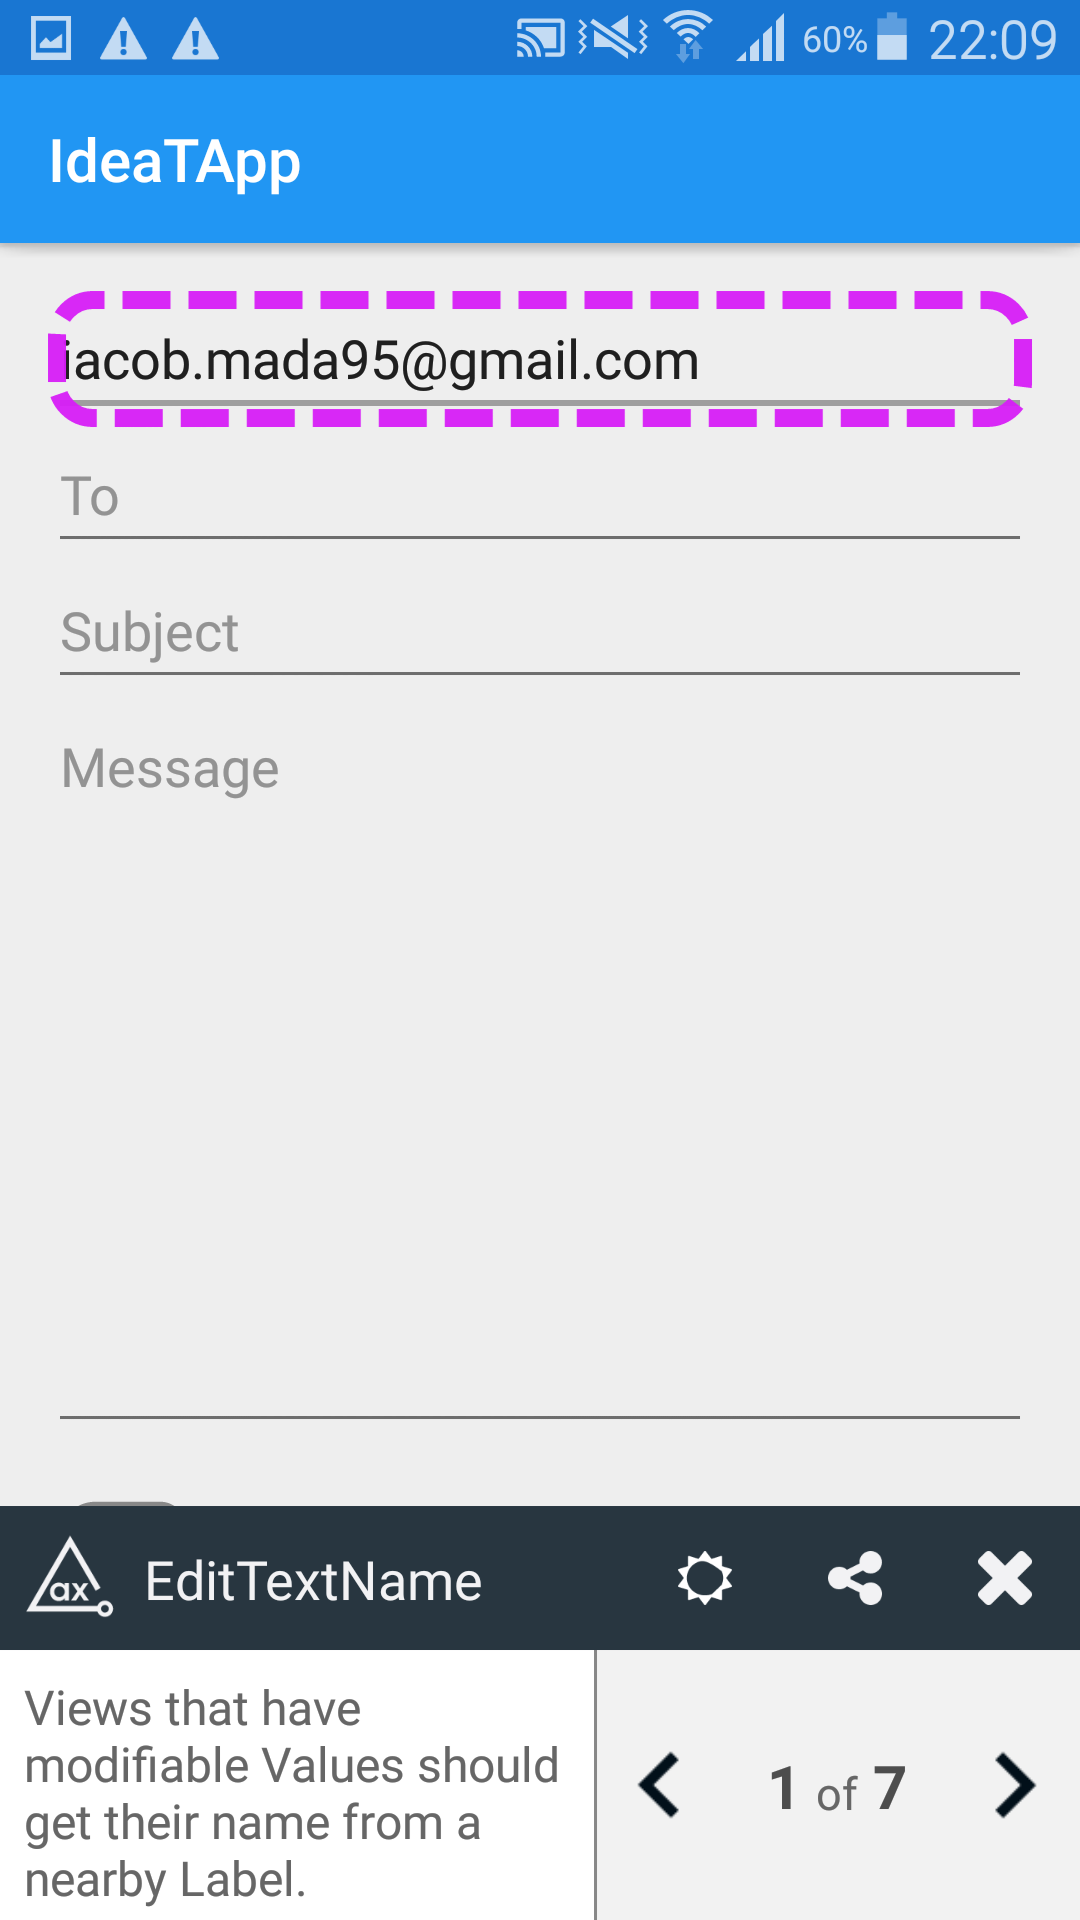 60% 22:09
IdeaTApp
iacob.mada95@gmail.com
To
Subject
Message
ax EditTextName
Views that have
modifiable Values should
get their name from a
nearby Label.
1 of 7